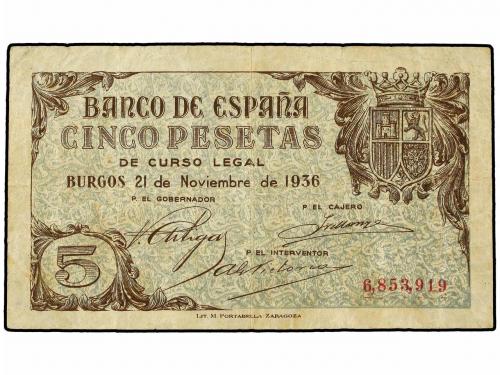 BANCO DE ESPAÑA
CINCO PESETAS
DE CURSO LEGAL
BURGOS 21 de Noviembre de 1936
P. EL GOBERNADOR
P. EL CAJERO
P. EL INTERVENTOR
5
6,853,919
LIT. M. PORTABELLA ZARAGOZA